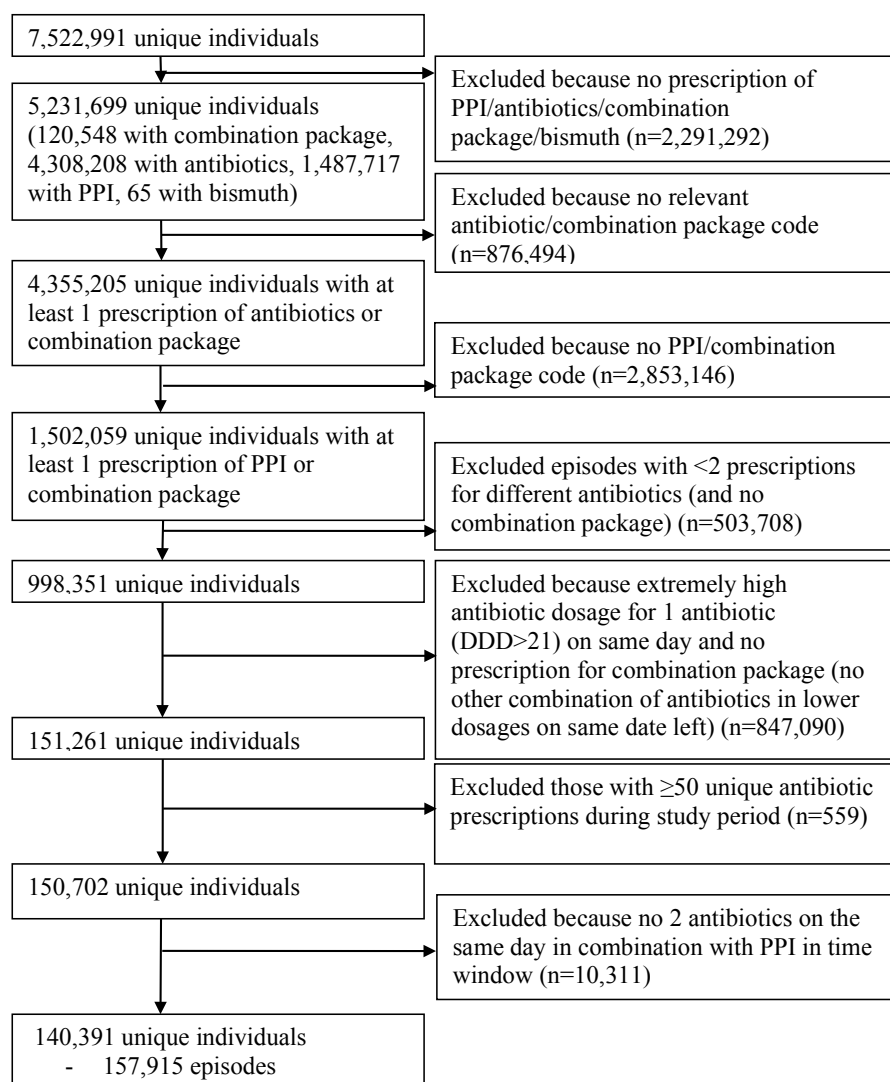 7,522,991 unique individuals
Excluded because no prescription of
PPI/antibiotics/combination
package/bismuth (n=2,291,292)
5,231,699 unique individuals
(120,548 with combination package,
4,308,208 with antibiotics, 1,487,717
with PPI, 65 with bismuth)
Excluded because no relevant
antibiotic/combination package code
(n=876,494)
4,355,205 unique individuals with at
least 1 prescription of antibiotics or
combination package
Excluded because no PPI/combination
package code (n=2,853,146)
1,502,059 unique individuals with at
least 1 prescription of PPI or
combination package
Excluded episodes with <2 prescriptions
for different antibiotics (and no
combination package) (n=503,708)
998,351 unique individuals
Excluded because extremely high
antibiotic dosage for 1 antibiotic
(DDD>21) on same day and no
prescription for combination package (no
other combination of antibiotics in lower
dosages on same date left) (n=847,090)
151,261 unique individuals
Excluded those with ≥50 unique antibiotic
prescriptions during study period (n=559)
150,702 unique individuals
Excluded because no 2 antibiotics on the
same day in combination with PPI in time
window (n=10,311)
140,391 unique individuals
- 157,915 episodes